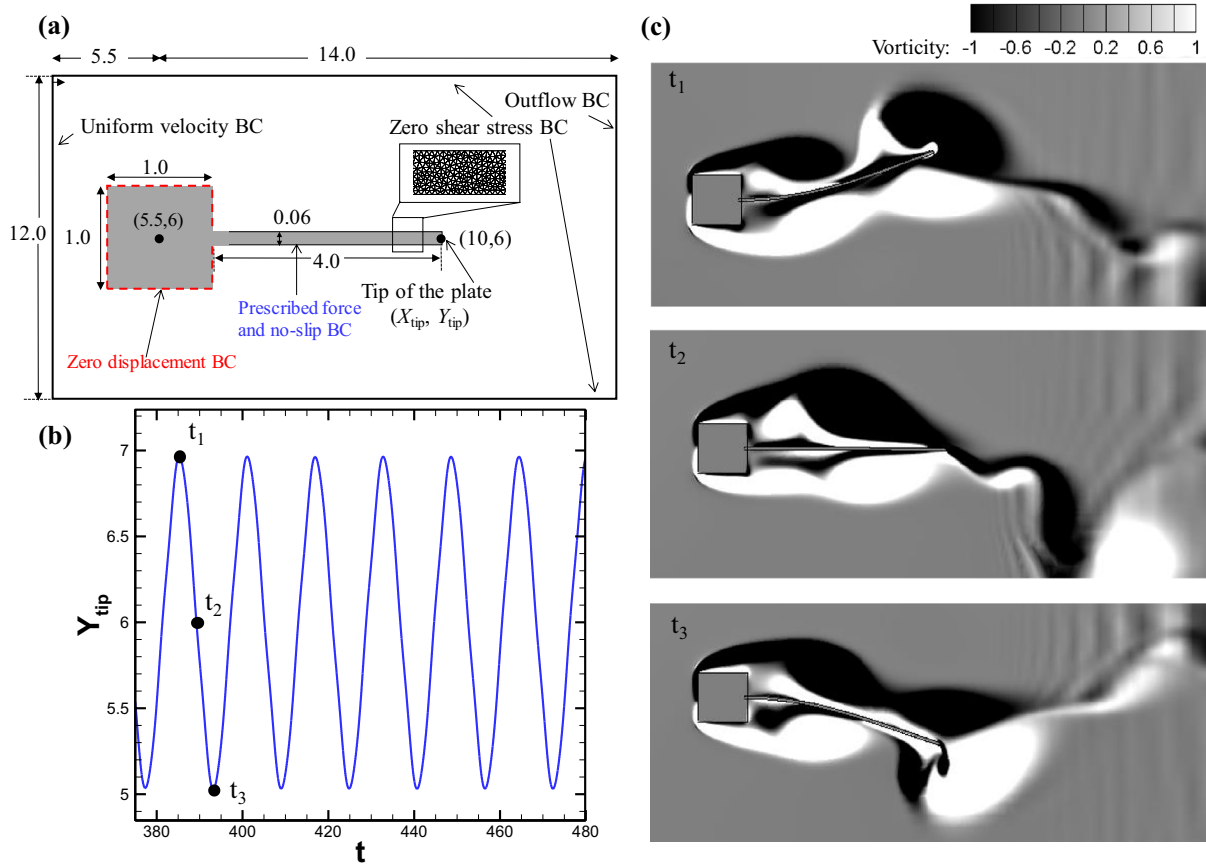 (a)
5.5
14.0
Outflow BC
Uniform velocity BC
Zero shear stress BC
1.0
12.0
1.0
(5.5,6)
0.06
(10,6)
4.0
Tip of the plate
(Xtip, Ytip)
Prescribed force
and no-slip BC
Zero displacement BC
(b)
7
6.5
6
5.5
5
Ytip
t1
t2
t3
380
400
420
440
460
480
t
(c)
Vorticity: -1 -0.6 -0.2 0.2 0.6 1
t1
t2
t3